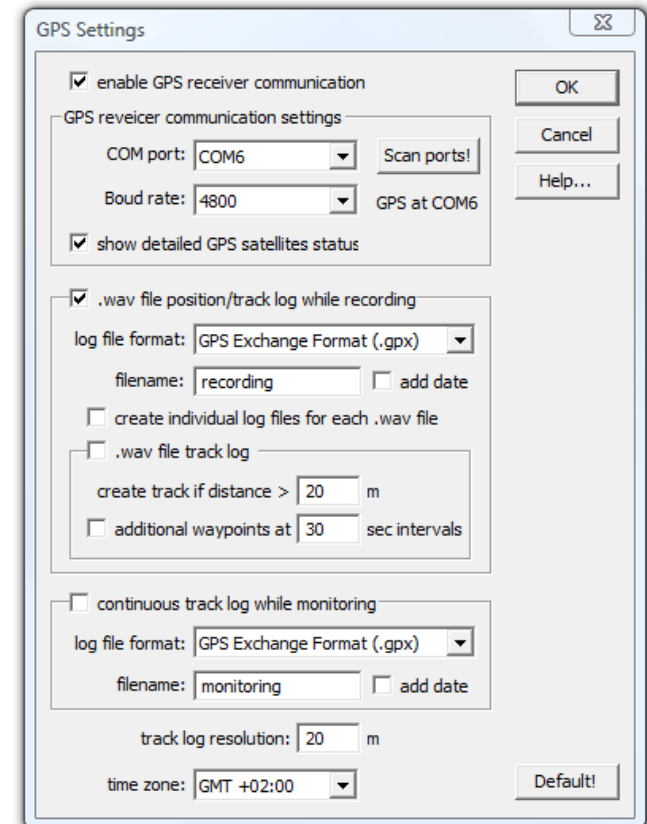 GPS Settings
enable GPS receiver communication
OK
GPS reveicer communication settings
Cancel
COM port: COM6 Scan ports!
Help...
Boud rate: 4800 GPS at COM6
show detailed GPS satellites status
.wav file position/track log while recording
log file format: GPS Exchange Format (.gpx)
filename: recording add date
create individual log files for each .wav file
.wav file track log
create track if distance > 20 m
additional waypoints at 30 sec intervals
continuous track log while monitoring
log file format: GPS Exchange Format (.gpx)
filename: monitoring add date
track log resolution: 20 m
time zone: GMT +02:00 Default!